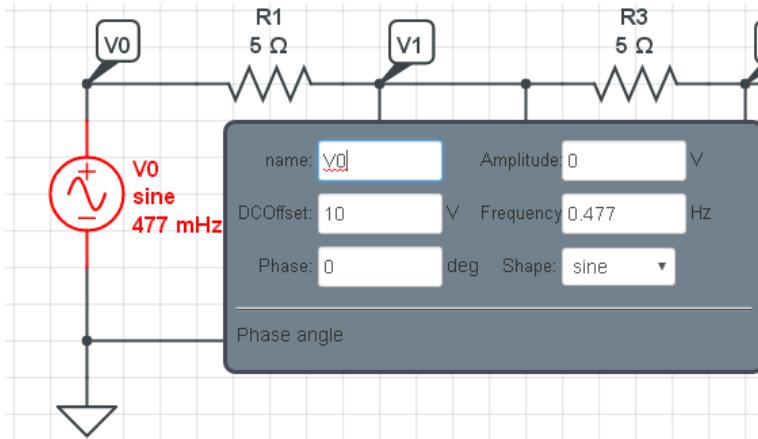 R1
R3
V0
5 Ω
V1
5 Ω
name: V0
Amplitude: 0 V
V0
sine
477 mHz
DCOffset: 10 V
Frequency 0.477 Hz
Phase: 0 deg
Shape: sine
Phase angle